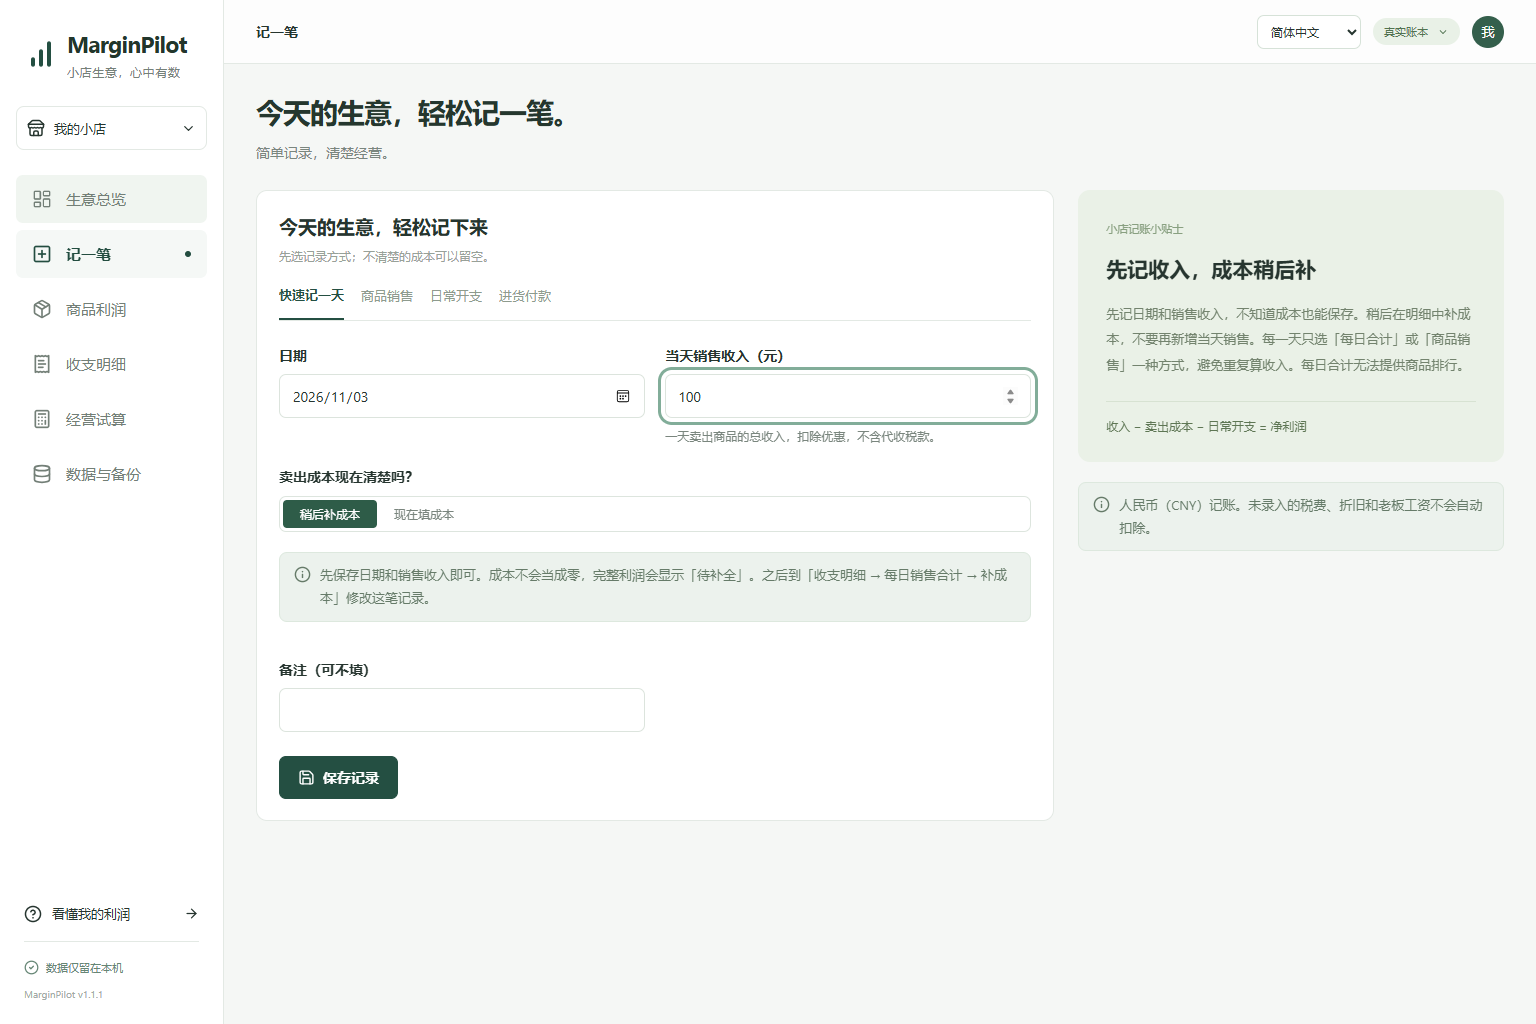 MarginPilot
小店生意，心中有数
我的小店
生意总览
记一笔
商品利润
收支明细
经营试算
数据与备份
看懂我的利润
数据仅留在本机
MarginPilot v1.1.1
记一笔
简体中文
真实账本
我
今天的生意，轻松记一笔。
简单记录，清楚经营。
今天的生意，轻松记下来
先选记录方式；不清楚的成本可以留空。
快速记一天 商品销售 日常开支 进货付款
日期
2026/11/03
当天销售收入（元）
100
一天卖出商品的总收入，扣除优惠，不含代收税款。
卖出成本现在清楚吗？
稍后补成本 现在填成本
先保存日期和销售收入即可。成本不会当成零，完整利润会显示「待补全」。之后到「收支明细 → 每日销售合计 → 补成
本」修改这笔记录。
备注（可不填）
保存记录
小店记账小贴士
先记收入，成本稍后补
先记日期和销售收入，不知道成本也能保存。稍后在明细中补成
本，不要再新增当天销售。每一天只选「每日合计」或「商品销
售」一种方式，避免重复算收入。每日合计无法提供商品排行。
收入 − 卖出成本 − 日常开支 = 净利润
人民币（CNY）记账。未录入的税费、折旧和老板工资不会自动
扣除。